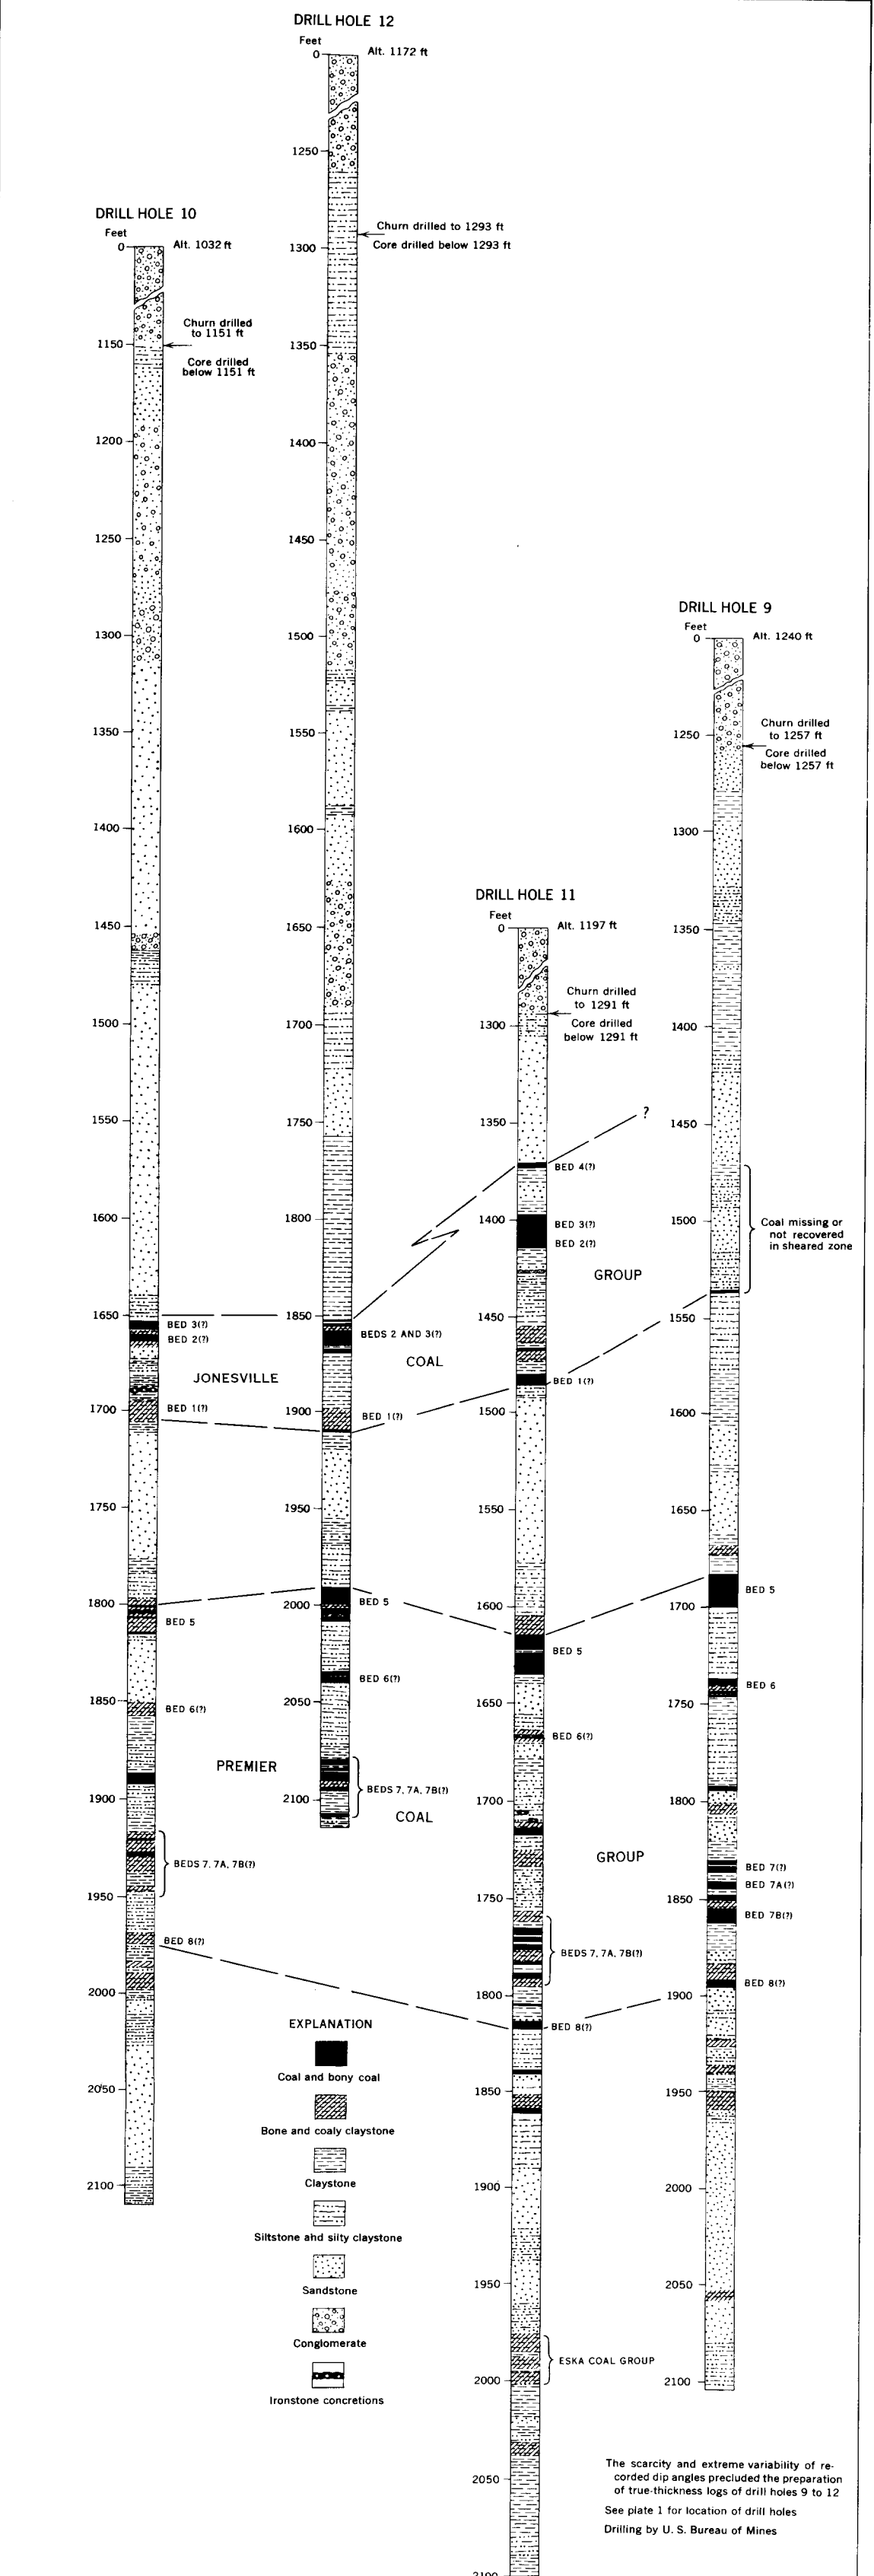 DRILL HOLE 12
Feet
0
Alt. 1172 ft
1250
Churn drilled to 1293 ft
Core drilled below 1293 ft
1300
1350
1400
1450
1500
1550
1600
1650
1700
1750
1800
1850
BEDS 2 AND 3(?)
1900
BED 1(?)
1950
2000
BED 5
BED 6(?)
2050
BEDS 7, 7A, 7B(?)
2100
DRILL HOLE 10
Feet
0
Alt. 1032 ft
Churn drilled
to 1151 ft
1150
Core drilled
below 1151 ft
1200
1250
1300
1350
1400
1450
1500
1550
1600
1650
BED 3(?)
BED 2(?)
1700
BED 1(?)
1750
1800
BED 5
1850
BED 6(?)
1900
BEDS 7, 7A, 7B(?)
1950
BED 8(?)
2000
2050
2100
DRILL HOLE 11
Feet
0
Alt. 1197 ft
Churn drilled
to 1291 ft
1300
Core drilled
below 1291 ft
1350
?
BED 4(?)
1400
BED 3(?)
BED 2(?)
1450
BED 1(?)
1500
1550
1600
BED 5
1650
BED 6(?)
1700
1750
BEDS 7, 7A, 7B(?)
1800
BED 8(?)
1850
1900
1950
ESKA COAL GROUP
2000
2050
2100
DRILL HOLE 9
Feet
0
Alt. 1240 ft
Churn drilled
to 1257 ft
1250
Core drilled
below 1257 ft
1300
1350
1400
1450
1500
Coal missing or
not recovered
in sheared zone
1550
1600
1650
BED 5
1700
BED 6
1750
1800
BED 7(?)
BED 7A(?)
1850
BED 7B(?)
BED 8(?)
1900
1950
2000
2050
2100
JONESVILLE
COAL
GROUP
PREMIER
COAL
GROUP
EXPLANATION
Coal and bony coal
Bone and coaly claystone
Claystone
Siltstone and silty claystone
Sandstone
Conglomerate
Ironstone concretions
The scarcity and extreme variability of re-
corded dip angles precluded the preparation
of true-thickness logs of drill holes 9 to 12
See plate 1 for location of drill holes
Drilling by U. S. Bureau of Mines